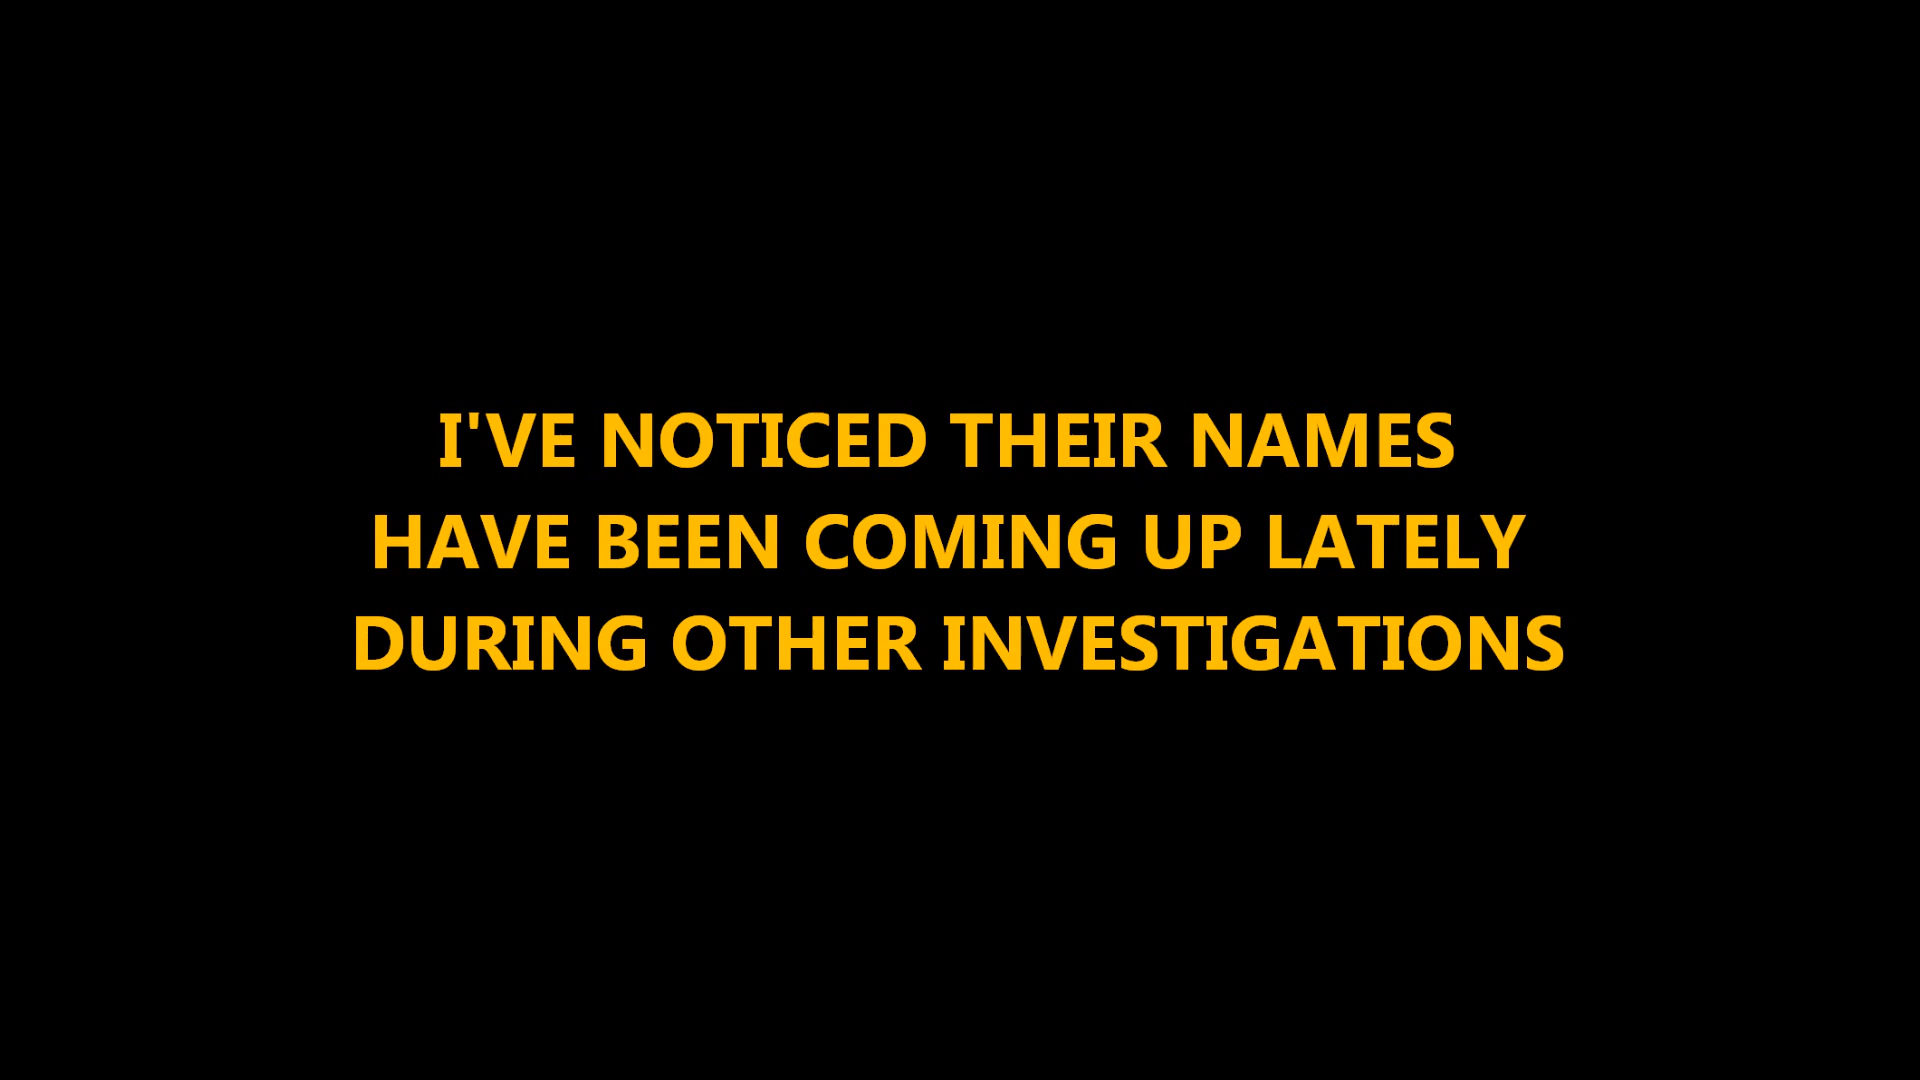 I'VE NOTICED THEIR NAMES
HAVE BEEN COMING UP LATELY
DURING OTHER INVESTIGATIONS